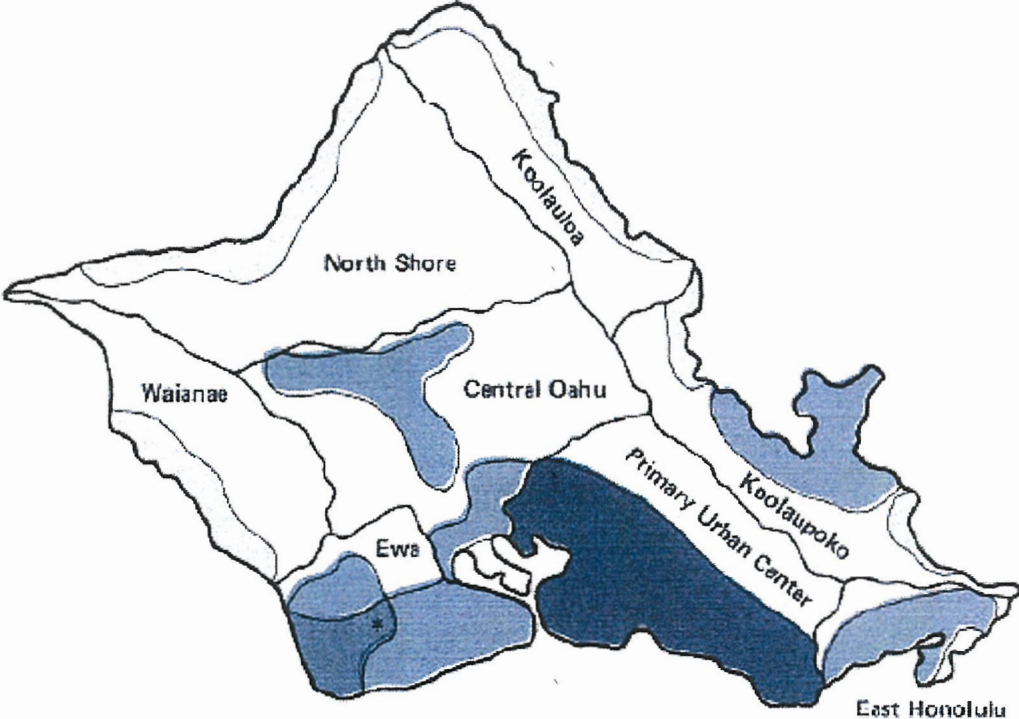 Koolauloa
North Shore
Waianae
Central Oahu
Primary Urban Center
Koolaupoko
Ewa
*
East Honolulu